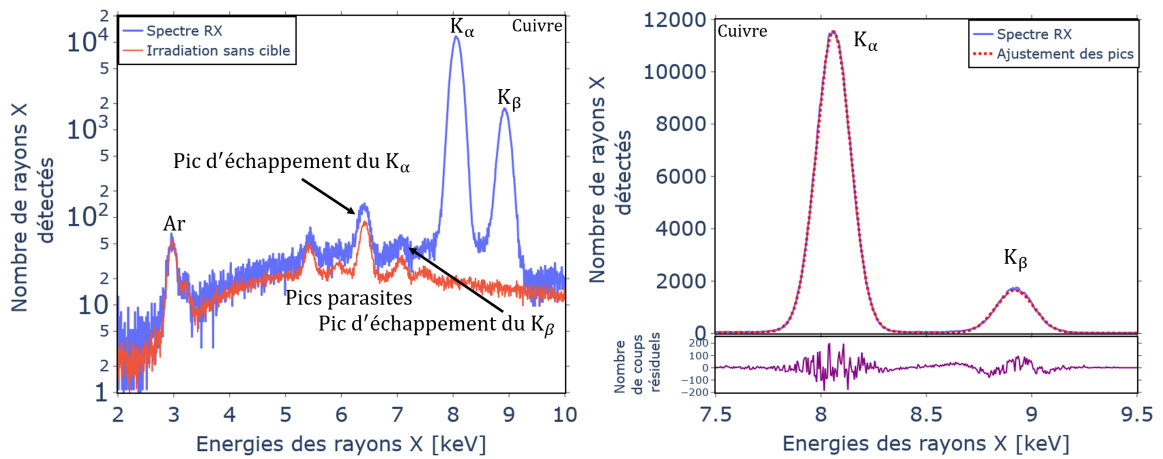 Spectre RX
Irradiation sans cible
Cuivre
Kα
Kβ
Pic d'échappement du Kα
Ar
Pics parasites
Pic d'échappement du Kβ
Nombre de rayons X
détectés
2
10⁴
5
2
10³
5
2
10²
5
2
10
5
2
1
2 3 4 5 6 7 8 9 10
Energies des rayons X [keV]
Cuivre
Spectre RX
Ajustement des pics
Kα
Kβ
Nombre de rayons X
détectés
12000
10000
8000
6000
4000
2000
0
Nombre
de coups
résiduels
200
100
0
−100
−200
7.5 8 8.5 9 9.5
Energies des rayons X [keV]